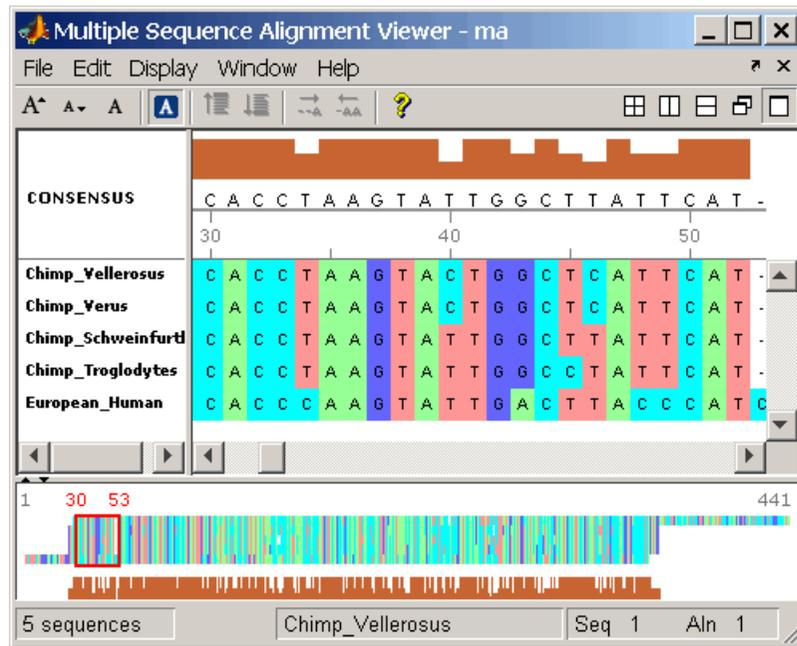 Multiple Sequence Alignment Viewer - ma
File Edit Display Window Help
A A A A --A -AA ?
CONSENSUS C A C C T A A G T A T T G G C T T A T T C A T -
30 40 50
Chimp_Vellerosus C A C C T A A G T A C T G G C T C A T T C A T -
Chimp_Verus C A C C T A A G T A C T G G C T C A T T C A T -
Chimp_Schweinfurtl C A C C T A A G T A T T G G C T T A T T C A T -
Chimp_Troglodytes C A C C T A A G T A T T G G C C T A T T C A T -
European_Human C A C C C A A G T A T T G A C T T A C C C A T C
1 30 53 441
5 sequences Chimp_Vellerosus Seq 1 Aln 1